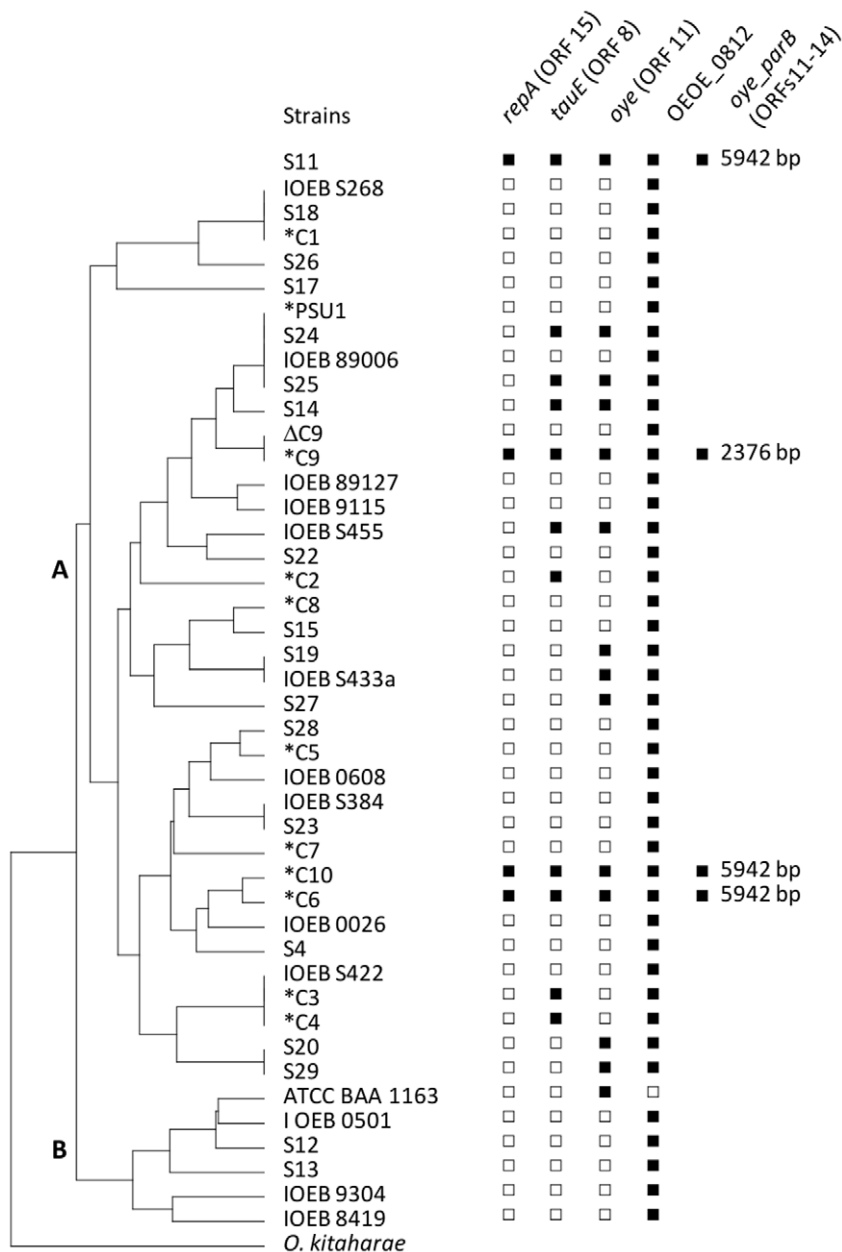 repA (ORF 15)
tauE (ORF 8)
oye (ORF 11)
OEOE_0812
oye_parB
(ORFs11-14)
Strains
S11 5942 bp
IOEB S268
S18
*C1
S26
S17
*PSU1
S24
IOEB 89006
S25
S14
ΔC9
*C9 2376 bp
IOEB 89127
IOEB 9115
IOEB S455
S22
A
*C2
*C8
S15
S19
IOEB S433a
S27
S28
*C5
IOEB 0608
IOEB S384
S23
*C7
*C10 5942 bp
*C6 5942 bp
IOEB 0026
S4
IOEB S422
*C3
*C4
S20
S29
ATCC BAA 1163
I OEB 0501
S12
B
S13
IOEB 9304
IOEB 8419
O. kitaharae